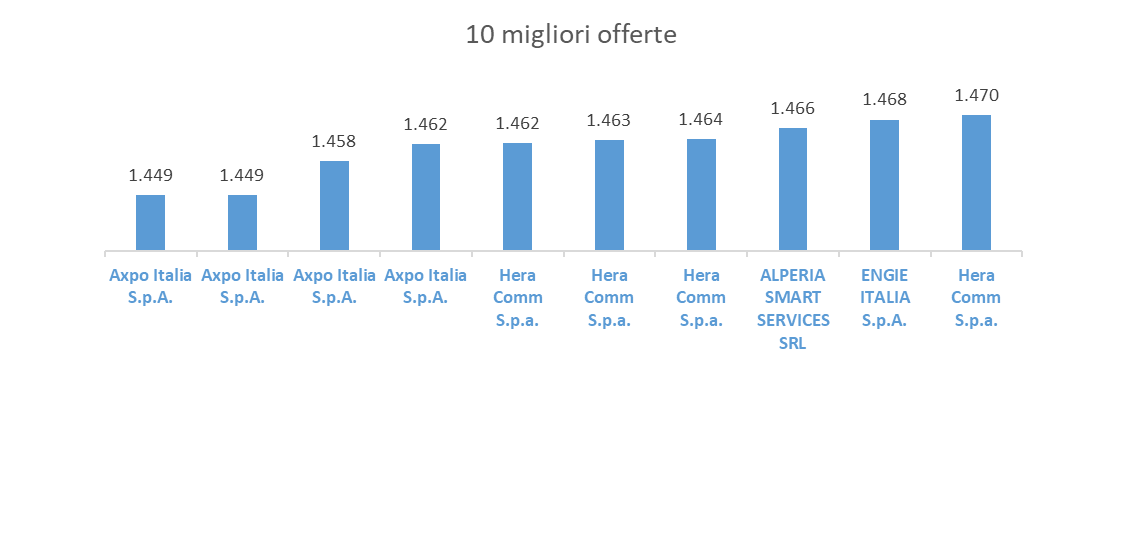 10 migliori offerte
1.449
1.449
1.458
1.462
1.462
1.463
1.464
1.466
1.468
1.470
Axpo Italia
S.p.A.
Axpo Italia
S.p.A.
Axpo Italia
S.p.A.
Axpo Italia
S.p.A.
Hera
Comm
S.p.a.
Hera
Comm
S.p.a.
Hera
Comm
S.p.a.
ALPERIA
SMART
SERVICES
SRL
ENGIE
ITALIA
S.p.A.
Hera
Comm
S.p.a.